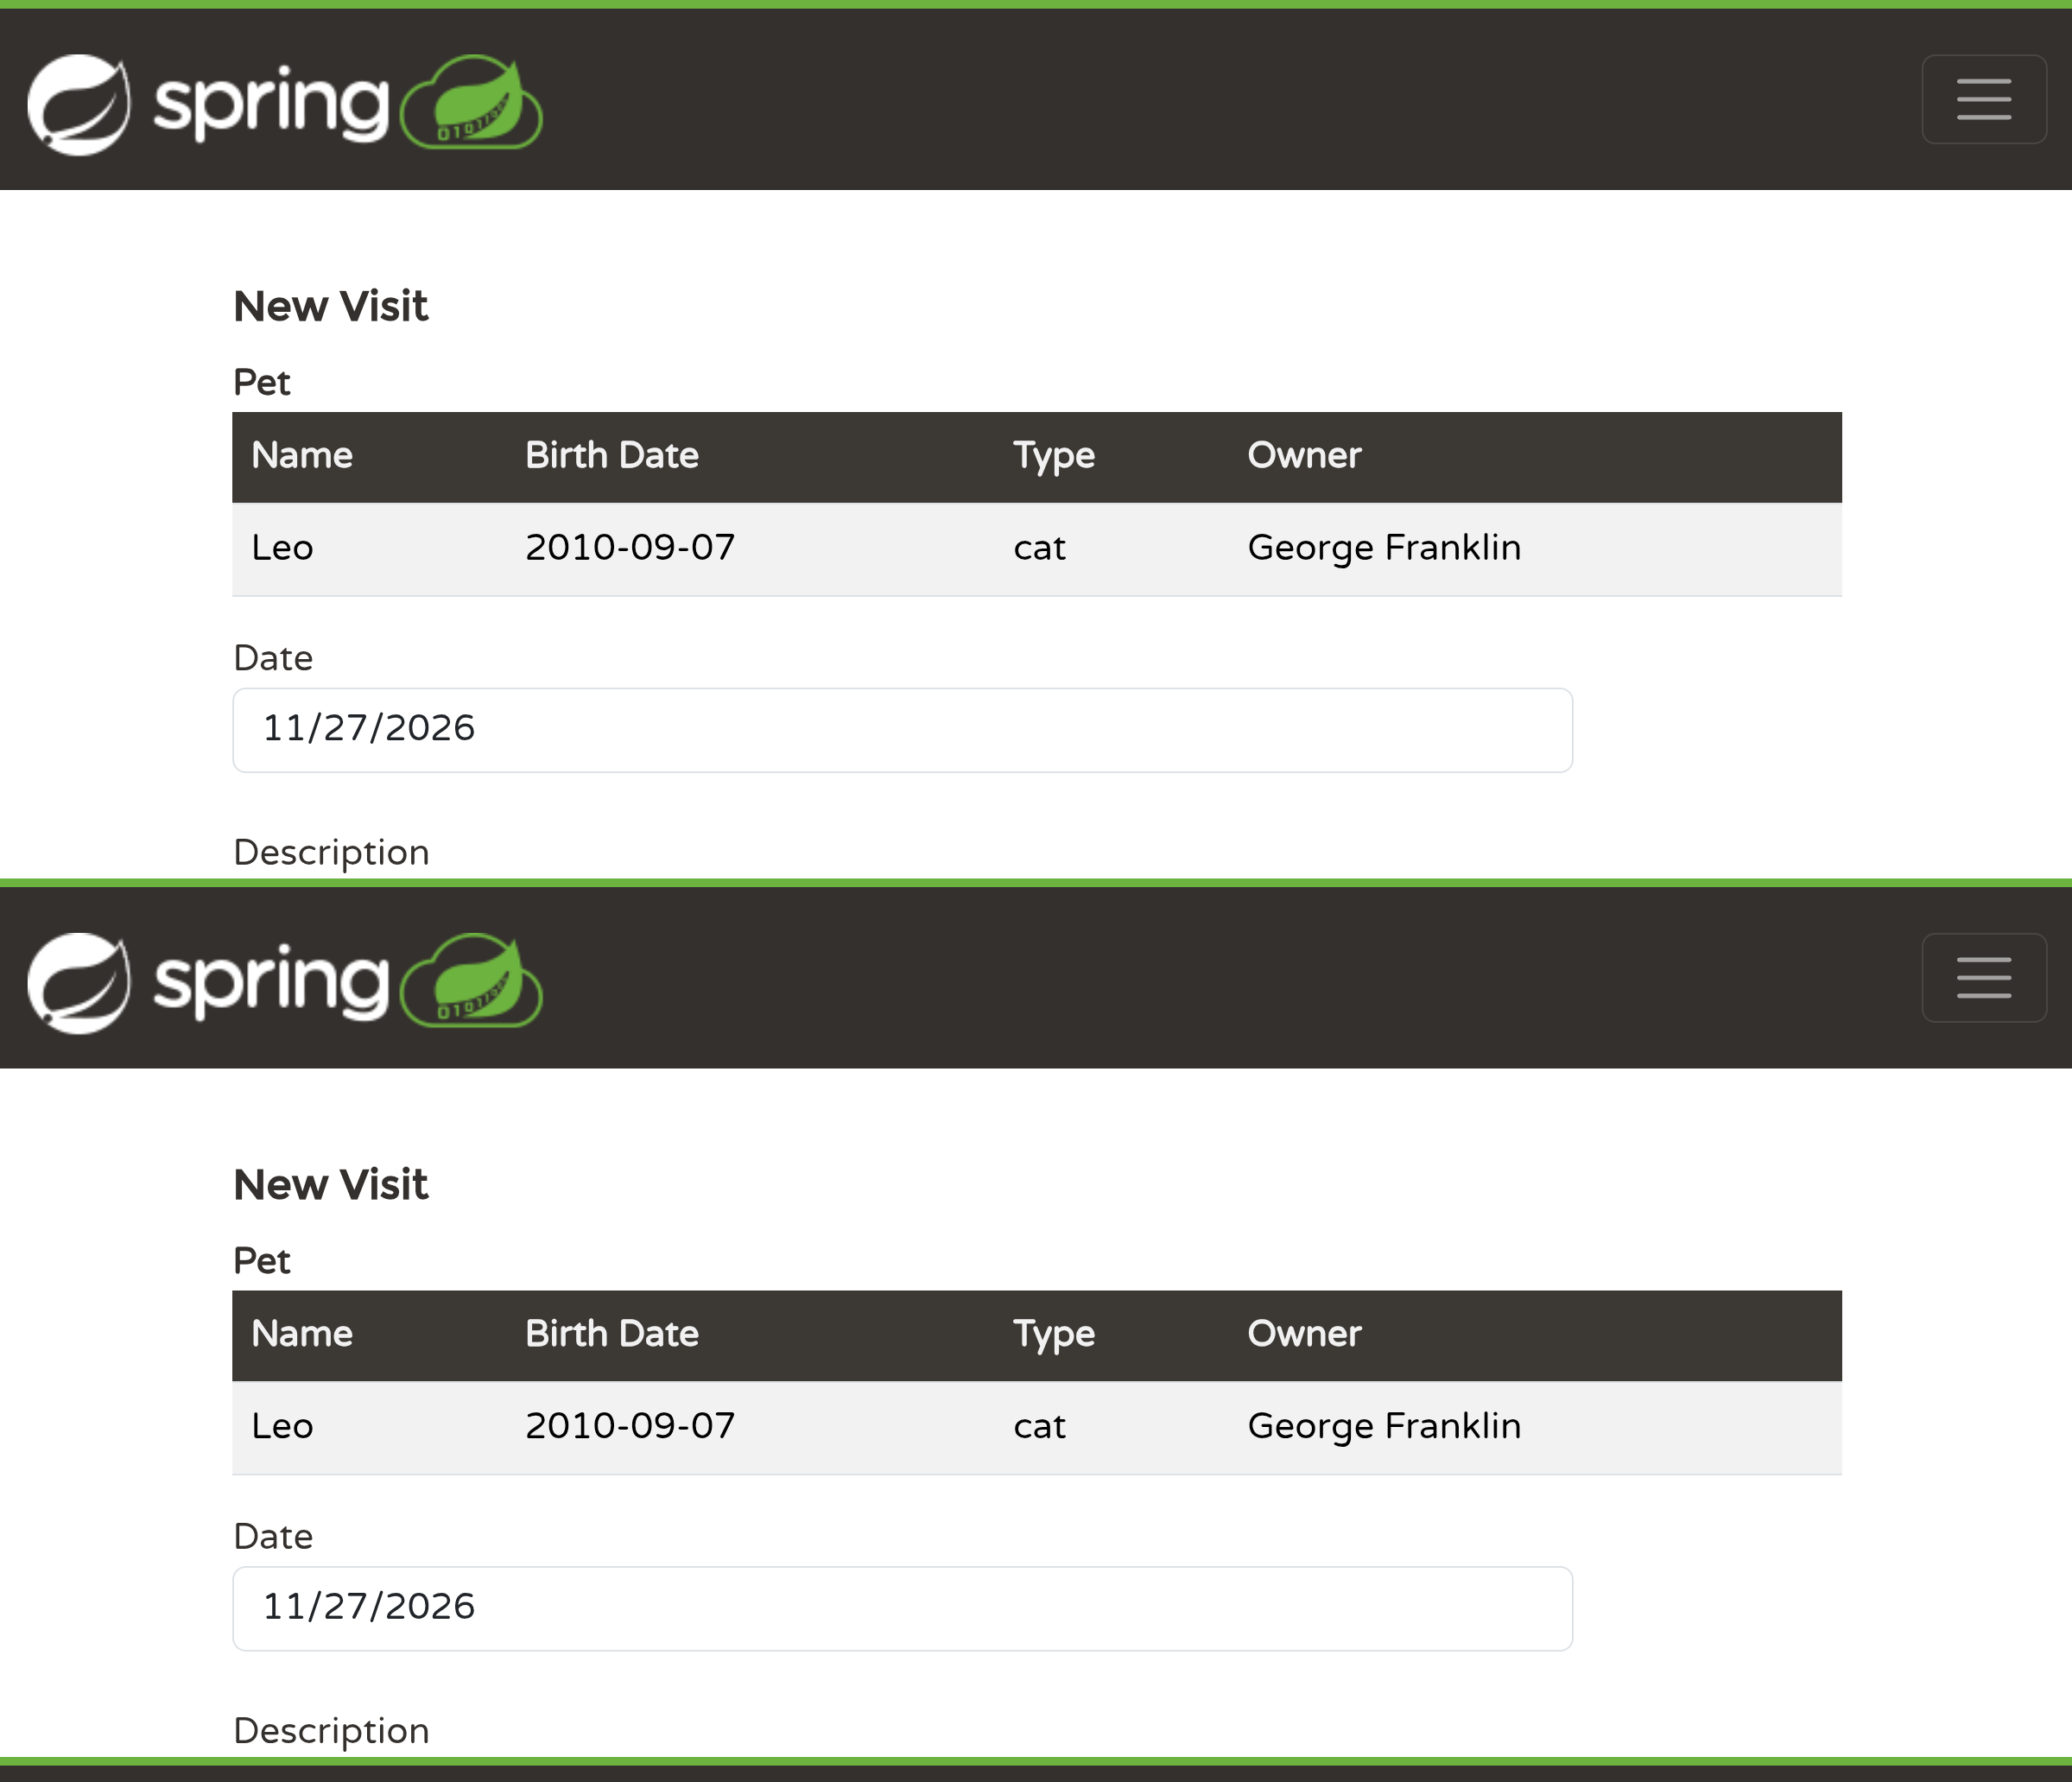 spring
New Visit
Pet
Name Birth Date Type Owner
Leo 2010-09-07 cat George Franklin
Date
11/27/2026
Description
spring
New Visit
Pet
Name Birth Date Type Owner
Leo 2010-09-07 cat George Franklin
Date
11/27/2026
Description